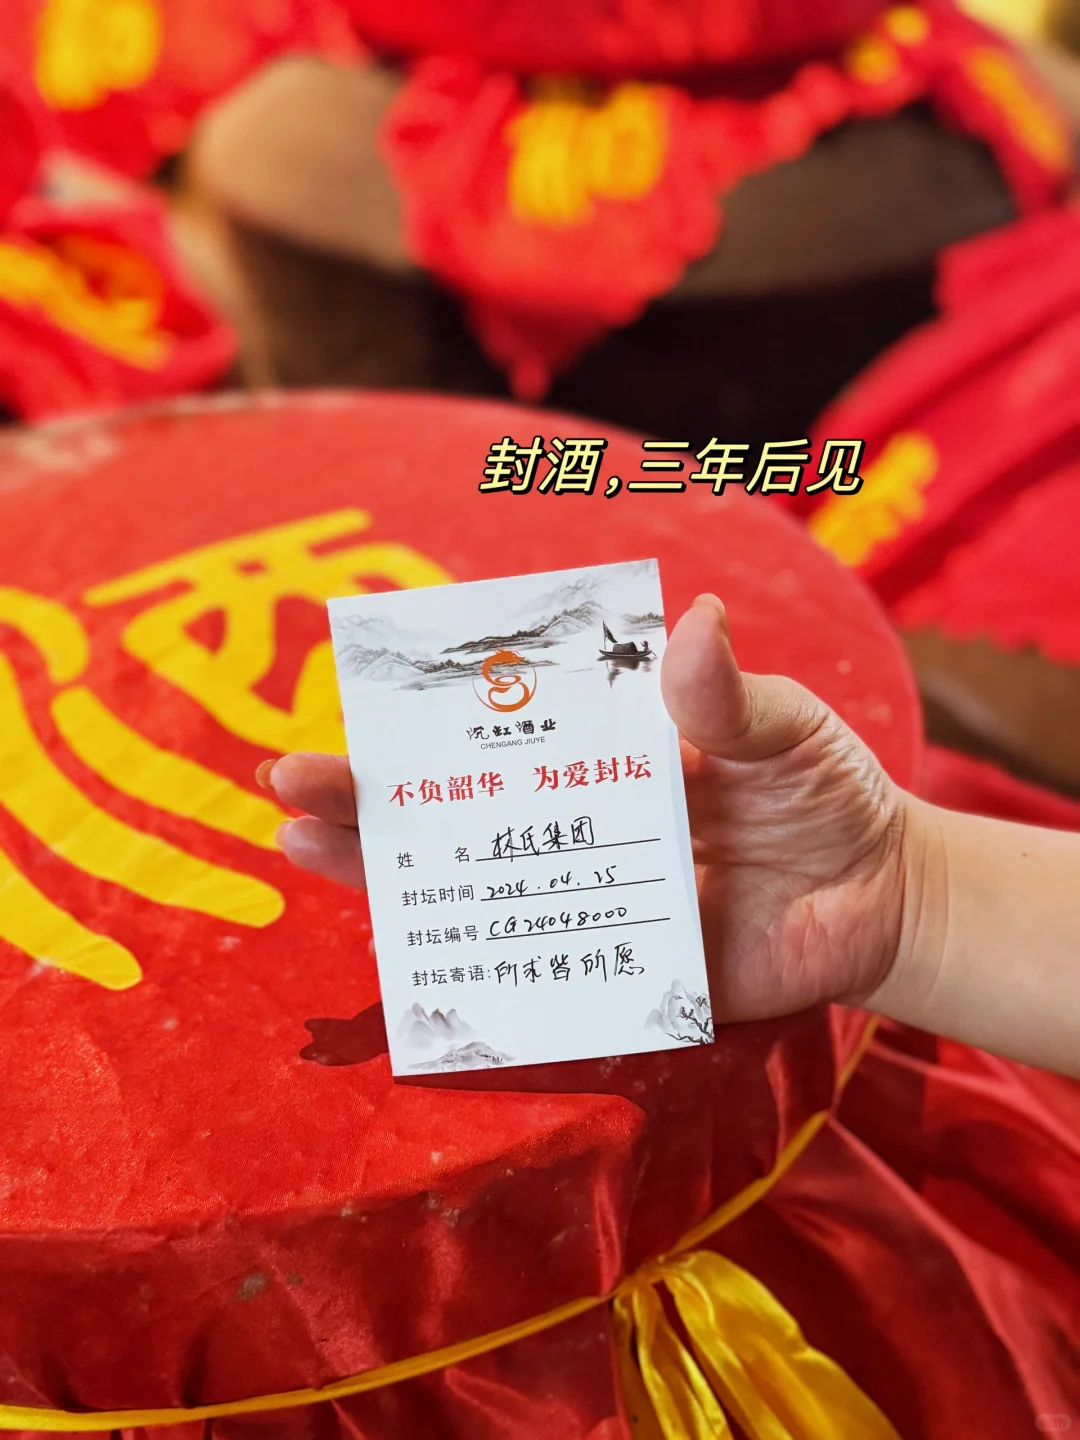 封酒,三年后见
酒
沉缸酒业
CHENGANG JIUYE
不负韶华 为爱封坛
姓 名 林氏集团
封坛时间 2024.04.25
封坛编号 CG24048000
封坛寄语:所求皆所愿